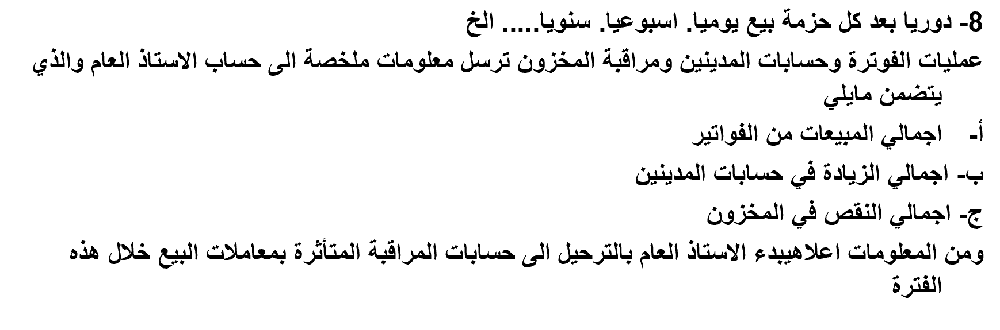 8- دوريا بعد كل حزمة بيع يوميا. اسبوعيا. سنويا..... الخ
عمليات الفوترة وحسابات المدينين ومراقبة المخزون ترسل معلومات ملخصة الى حساب الاستاذ العام والذي
يتضمن مايلي
أ- اجمالي المبيعات من الفواتير
ب- اجمالي الزيادة في حسابات المدينين
ج- اجمالي النقص في المخزون
ومن المعلومات اعلاهيبدء الاستاذ العام بالترحيل الى حسابات المراقبة المتأثرة بمعاملات البيع خلال هذه
الفترة